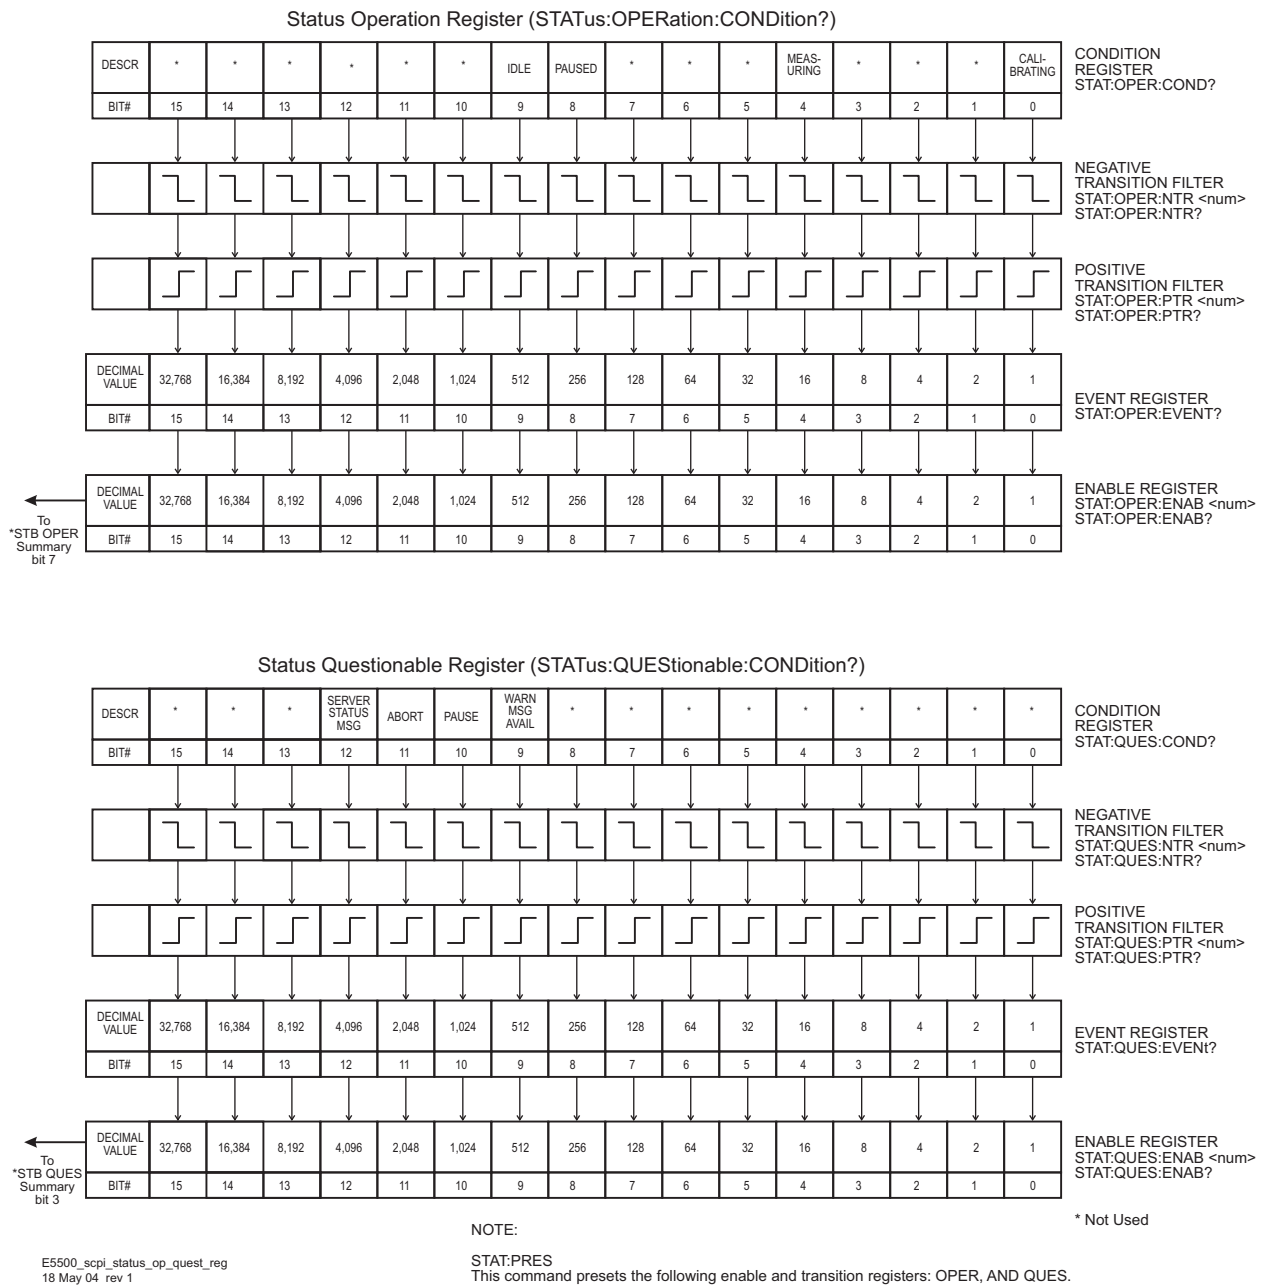 Status Operation Register (STATus:OPERation:CONDition?)
DESCR * * * * * * IDLE PAUSED * * * MEAS-URING * * * CALI-BRATING
BIT# 15 14 13 12 11 10 9 8 7 6 5 4 3 2 1 0
CONDITION
REGISTER
STAT:OPER:COND?
NEGATIVE
TRANSITION FILTER
STAT:OPER:NTR <num>
STAT:OPER:NTR?
POSITIVE
TRANSITION FILTER
STAT:OPER:PTR <num>
STAT:OPER:PTR?
DECIMAL VALUE 32,768 16,384 8,192 4,096 2,048 1,024 512 256 128 64 32 16 8 4 2 1
BIT# 15 14 13 12 11 10 9 8 7 6 5 4 3 2 1 0
EVENT REGISTER
STAT:OPER:EVENT?
DECIMAL VALUE 32,768 16,384 8,192 4,096 2,048 1,024 512 256 128 64 32 16 8 4 2 1
BIT# 15 14 13 12 11 10 9 8 7 6 5 4 3 2 1 0
ENABLE REGISTER
STAT:OPER:ENAB <num>
STAT:OPER:ENAB?
To
*STB OPER
Summary
bit 7
Status Questionable Register (STATus:QUEStionable:CONDition?)
DESCR * * * SERVER STATUS MSG ABORT PAUSE WARN MSG AVAIL * * * * * * * * *
BIT# 15 14 13 12 11 10 9 8 7 6 5 4 3 2 1 0
CONDITION
REGISTER
STAT:QUES:COND?
NEGATIVE
TRANSITION FILTER
STAT:QUES:NTR <num>
STAT:QUES:NTR?
POSITIVE
TRANSITION FILTER
STAT:QUES:PTR <num>
STAT:QUES:PTR?
DECIMAL VALUE 32,768 16,384 8,192 4,096 2,048 1,024 512 256 128 64 32 16 8 4 2 1
BIT# 15 14 13 12 11 10 9 8 7 6 5 4 3 2 1 0
EVENT REGISTER
STAT:QUES:EVENt?
DECIMAL VALUE 32,768 16,384 8,192 4,096 2,048 1,024 512 256 128 64 32 16 8 4 2 1
BIT# 15 14 13 12 11 10 9 8 7 6 5 4 3 2 1 0
ENABLE REGISTER
STAT:QUES:ENAB <num>
STAT:QUES:ENAB?
To
*STB QUES
Summary
bit 3
* Not Used
NOTE:
STAT:PRES
This command presets the following enable and transition registers: OPER, AND QUES.
E5500_scpi_status_op_quest_reg
18 May 04 rev 1